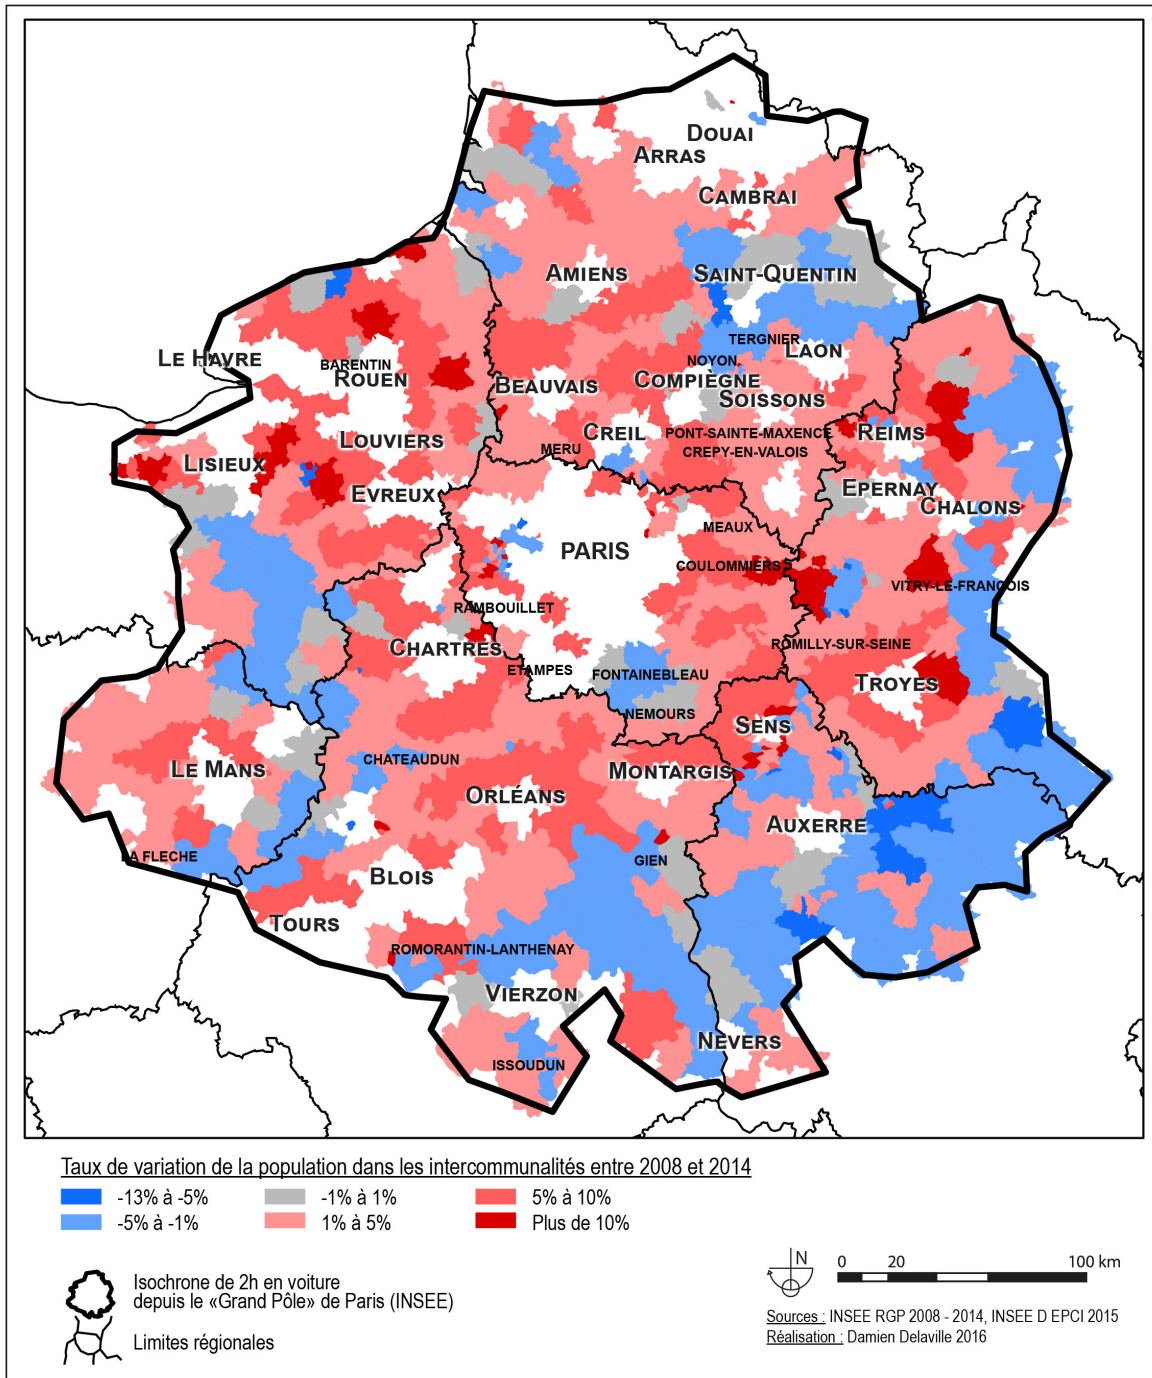 DOUAI
ARRAS
CAMBRAI
AMIENS
SAINT-QUENTIN
TERGNIER
LAON
NOYON
LE HAVRE
BARENTIN
ROUEN
BEAUVAIS
COMPIÈGNE
SOISSONS
LOUVIERS
CREIL
PONT-SAINTE-MAXENCE
REIMS
MERU
CREPY-EN-VALOIS
LISIEUX
EVREUX
EPERNAY
CHALONS
MEAUX
PARIS
COULOMMIERS
VITRY-LE-FRANCOIS
RAMBOUILLET
CHARTRES
ROMILLY-SUR-SEINE
ETAMPES
FONTAINEBLEAU
TROYES
NEMOURS
SENS
CHATEAUDUN
LE MANS
MONTARGIS
ORLÉANS
AUXERRE
LA FLECHE
GIEN
BLOIS
TOURS
ROMORANTIN-LANTHENAY
VIERZON
NEVERS
ISSOUDUN
Taux de variation de la population dans les intercommunalités entre 2008 et 2014
-13% à -5%
-1% à 1%
5% à 10%
-5% à -1%
1% à 5%
Plus de 10%
Isochrone de 2h en voiture
depuis le «Grand Pôle» de Paris (INSEE)
Limites régionales
N
0 20 100 km
Sources : INSEE RGP 2008 - 2014, INSEE D EPCI 2015
Réalisation : Damien Delaville 2016